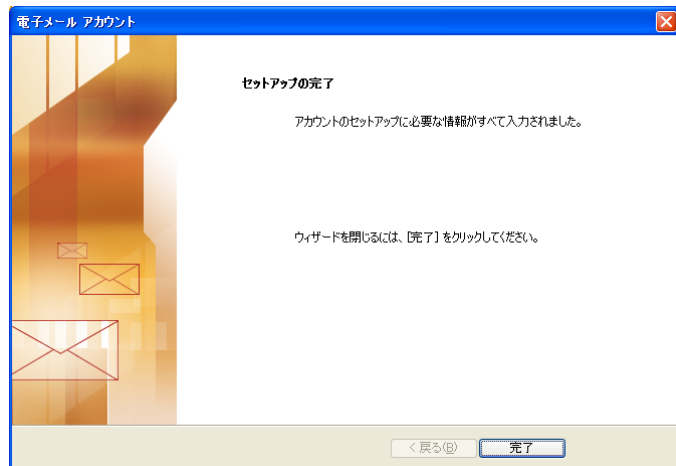 電子メール アカウント
セットアップの完了
アカウントのセットアップに必要な情報がすべて入力されました。
ウィザードを閉じるには、[完了] をクリックしてください。
< 戻る(B)
完了